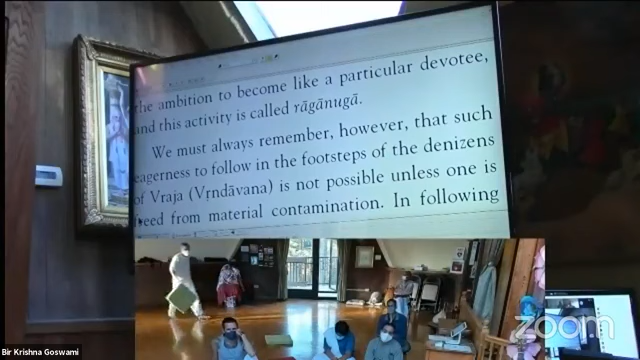 the ambition to become like a particular devotee,
and this activity is called rāgānugā.
We must always remember, however, that such
eagerness to follow in the footsteps of the denizens
of Vraja (Vṛndāvana) is not possible unless one is
freed from material contamination. In following
zoom
Bir Krishna Goswami